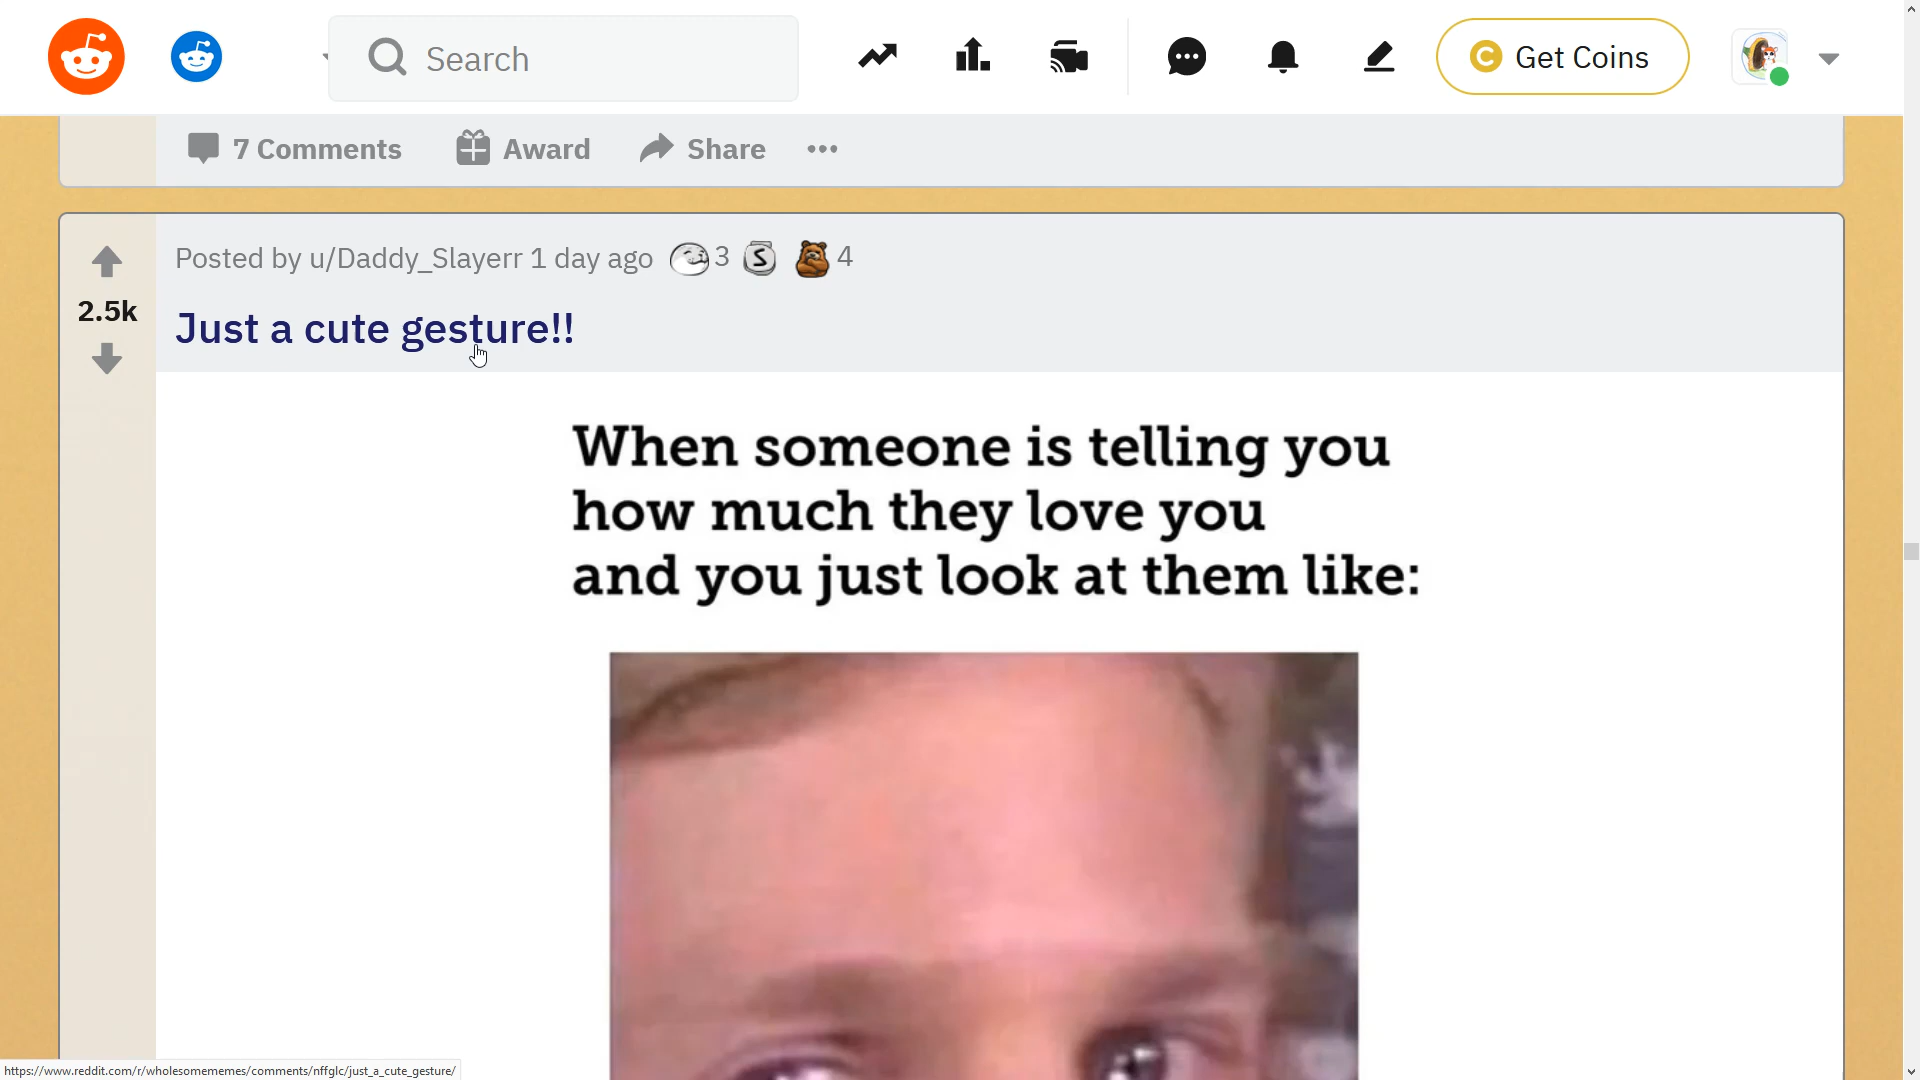 Search
Get Coins
7 Comments Award Share
Posted by u/Daddy_Slayerr 1 day ago 3 S 4
2.5k
Just a cute gesture!!
When someone is telling you
how much they love you
and you just look at them like:
https://www.reddit.com/r/wholesomememes/comments/nffglc/just_a_cute_gesture/